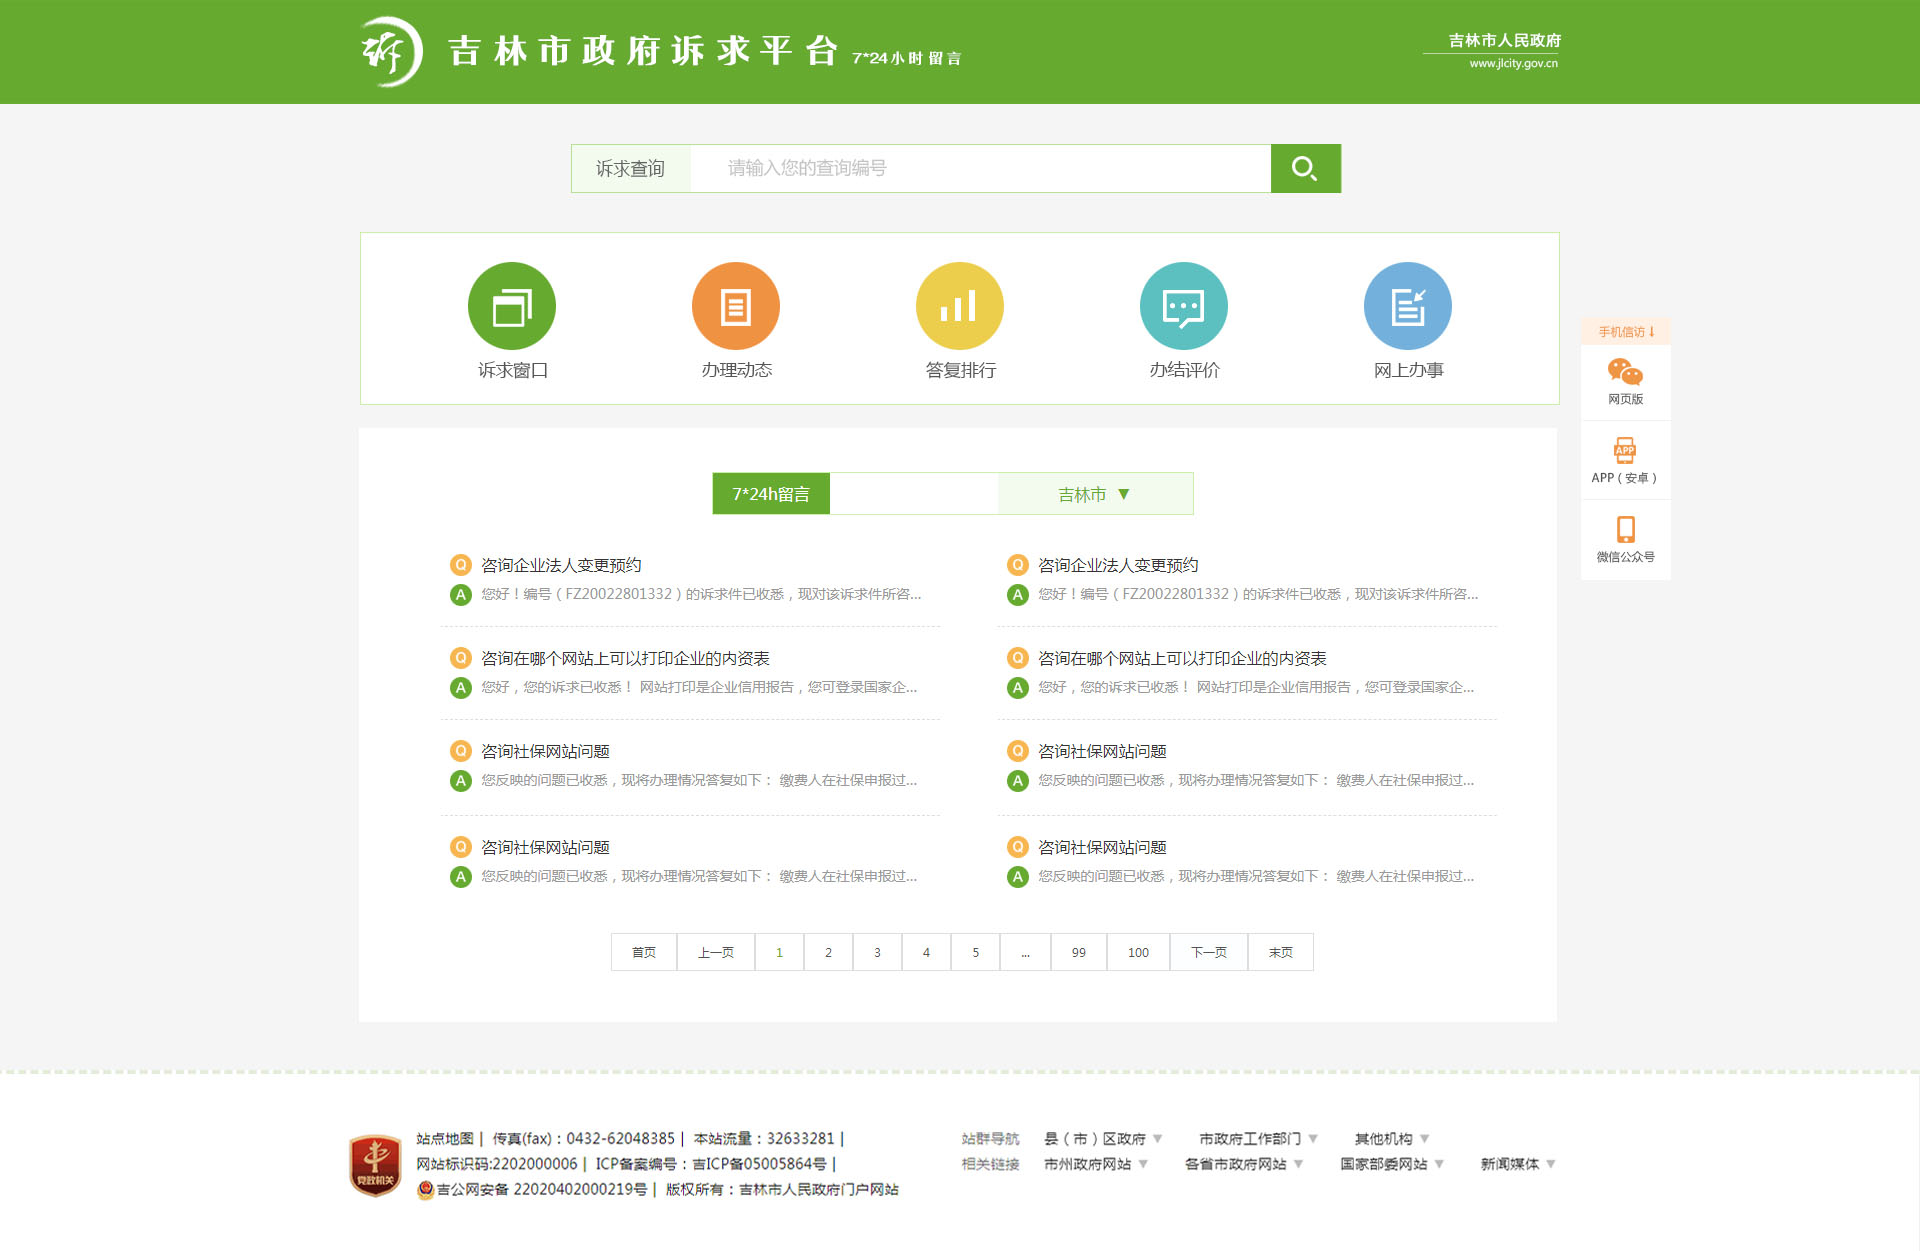 诉 吉林市政府诉求平台 7*24小时留言
吉林市人民政府
www.jlcity.gov.cn
诉求查询 请输入您的查询编号
诉求窗口 办理动态 答复排行 办结评价 网上办事
手机信访↓
网页版
APP
APP（安卓）
微信公众号
7*24h留言 吉林市 ▼
Q 咨询企业法人变更预约
A 您好！编号（FZ20022801332）的诉求件已收悉，现对该诉求件所咨...
Q 咨询企业法人变更预约
A 您好！编号（FZ20022801332）的诉求件已收悉，现对该诉求件所咨...
Q 咨询在哪个网站上可以打印企业的内资表
A 您好，您的诉求已收悉！ 网站打印是企业信用报告，您可登录国家企...
Q 咨询在哪个网站上可以打印企业的内资表
A 您好，您的诉求已收悉！ 网站打印是企业信用报告，您可登录国家企...
Q 咨询社保网站问题
A 您反映的问题已收悉，现将办理情况答复如下： 缴费人在社保申报过...
Q 咨询社保网站问题
A 您反映的问题已收悉，现将办理情况答复如下： 缴费人在社保申报过...
Q 咨询社保网站问题
A 您反映的问题已收悉，现将办理情况答复如下： 缴费人在社保申报过...
Q 咨询社保网站问题
A 您反映的问题已收悉，现将办理情况答复如下： 缴费人在社保申报过...
首页 上一页 1 2 3 4 5 ... 99 100 下一页 末页
党政机关
站点地图 | 传真(fax)：0432-62048385 | 本站流量：32633281 |
网站标识码:2202000006 | ICP备案编号：吉ICP备05005864号 |
吉公网安备 22020402000219号 | 版权所有：吉林市人民政府门户网站
站群导航 县（市）区政府 ▼ 市政府工作部门 ▼ 其他机构 ▼
相关链接 市州政府网站 ▼ 各省市政府网站 ▼ 国家部委网站 ▼ 新闻媒体 ▼